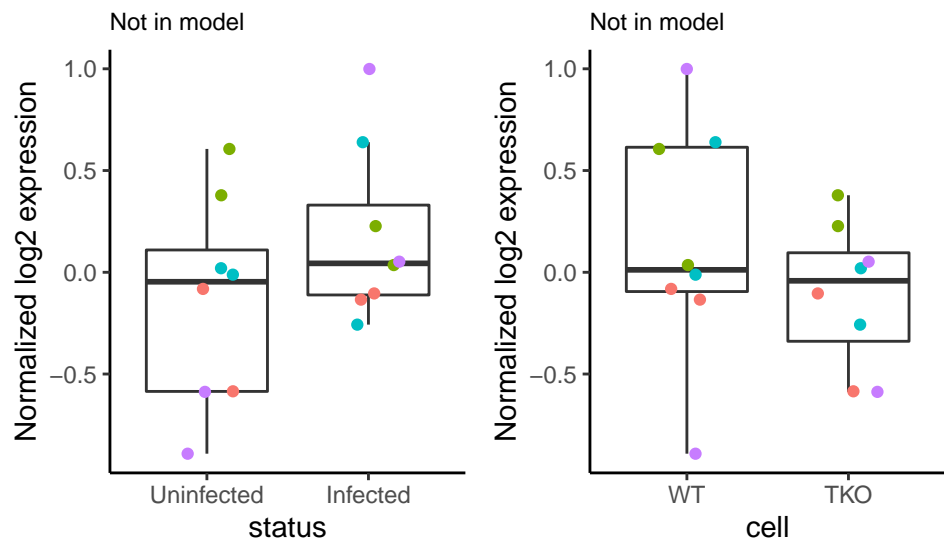 Not in model
Normalized log2 expression
1.0
0.5
0.0
−0.5
Uninfected
Infected
status
Not in model
Normalized log2 expression
1.0
0.5
0.0
−0.5
WT
TKO
cell